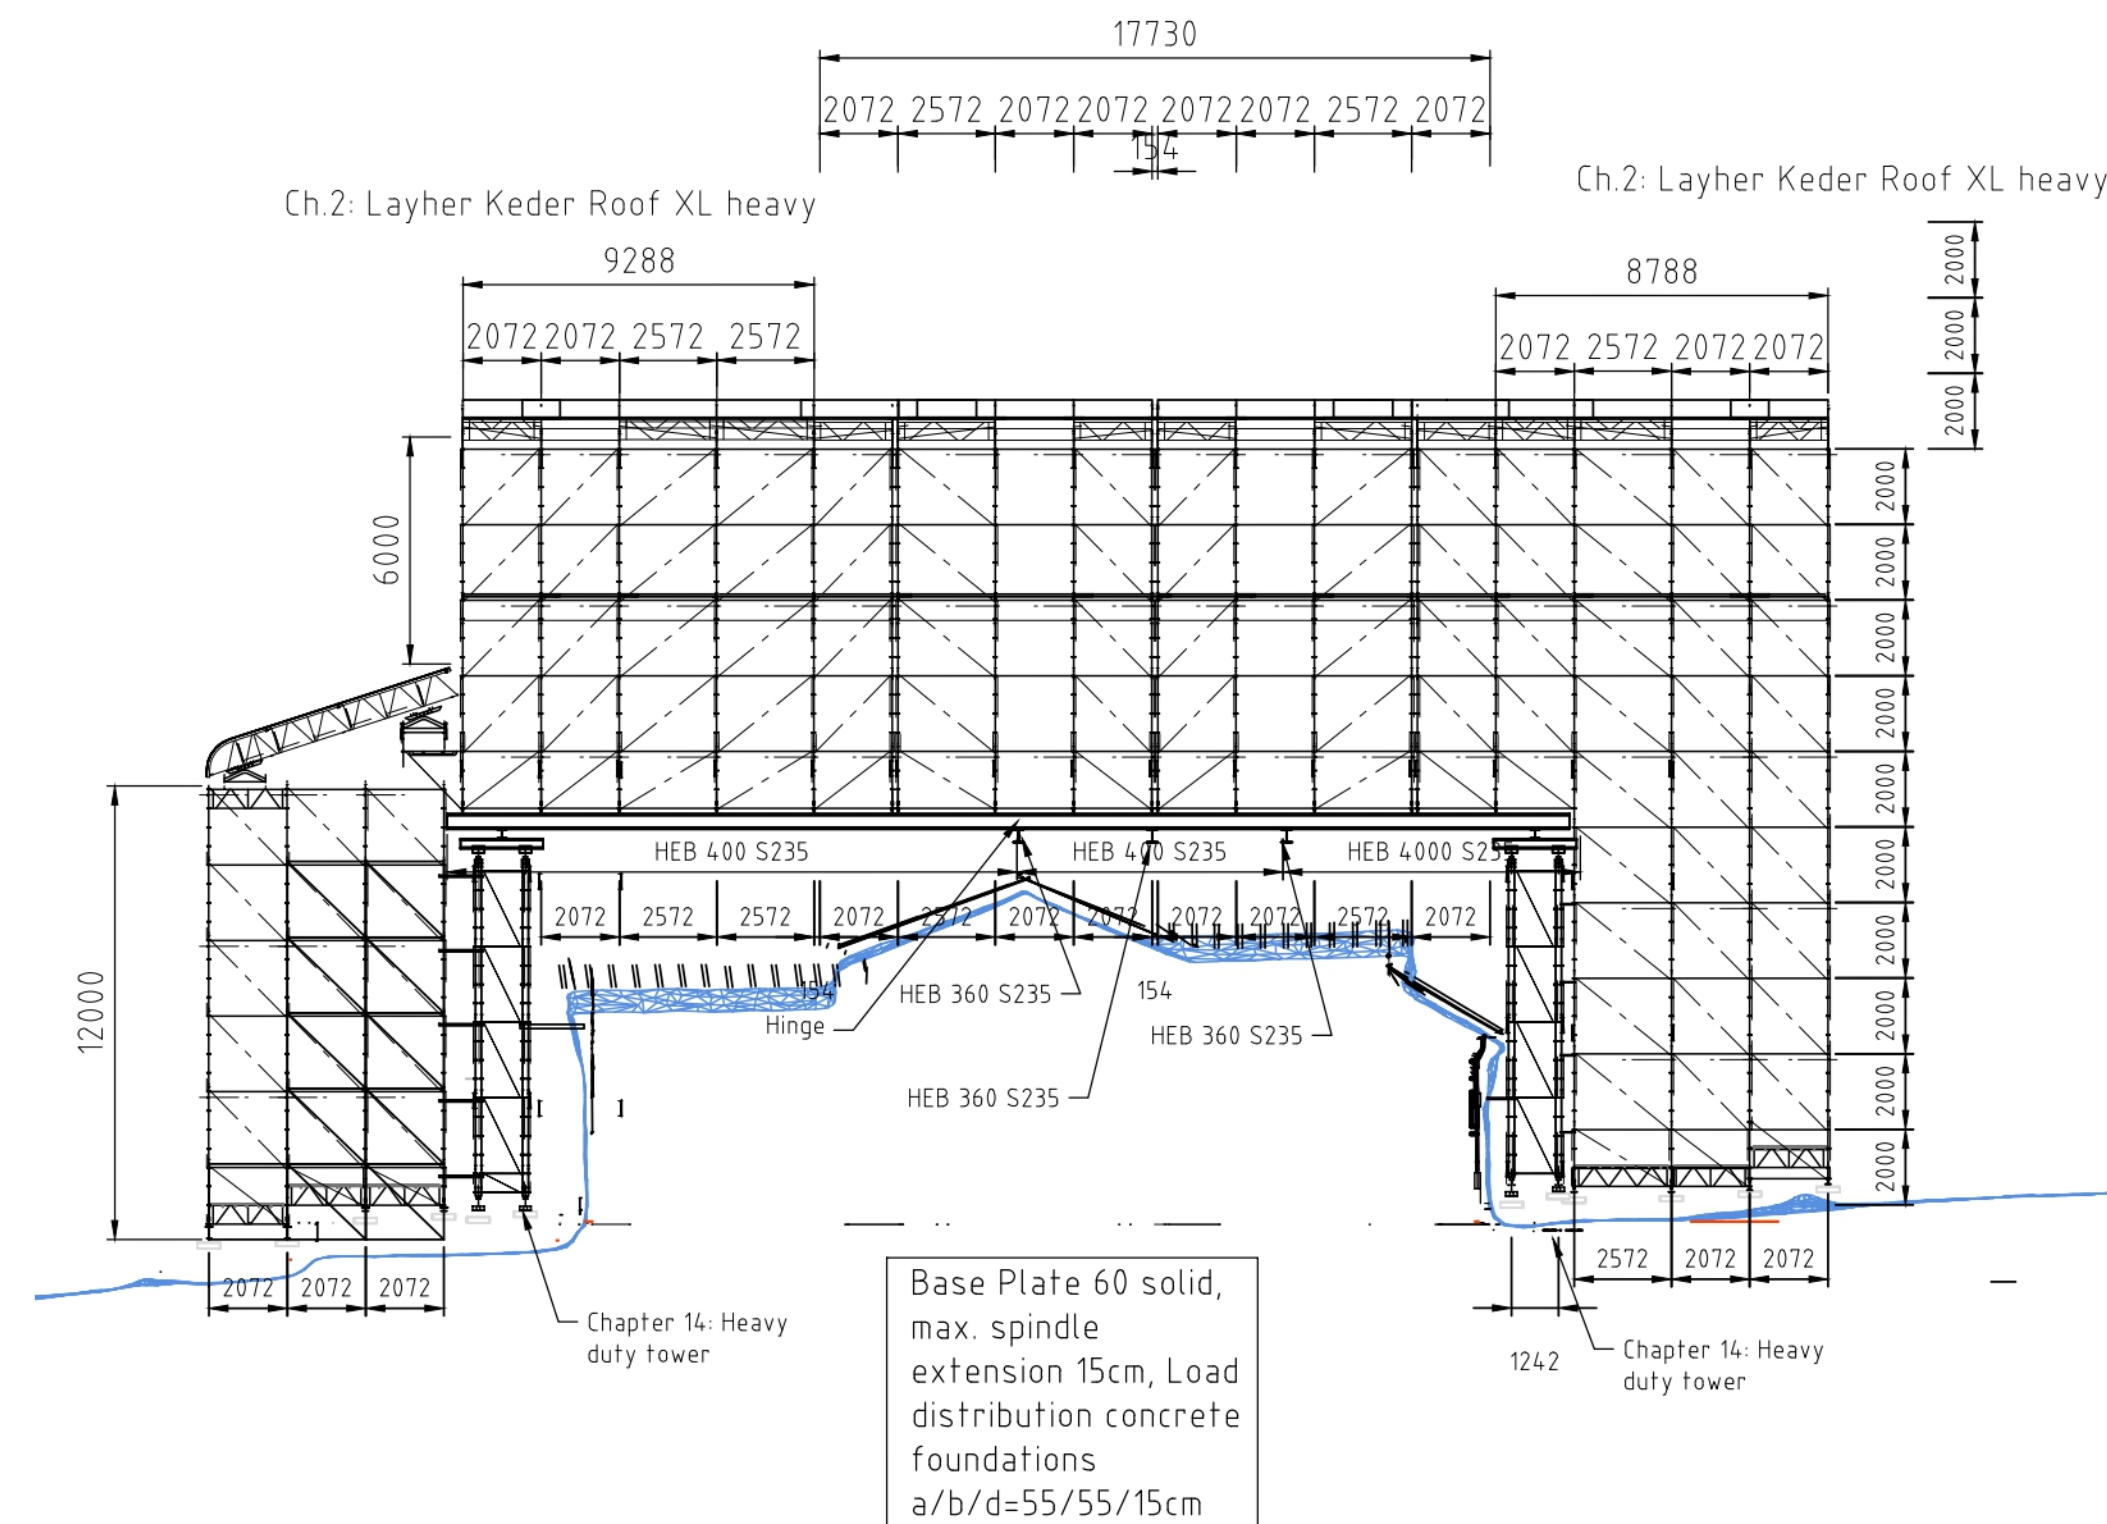 17730
2072 2572 2072 2072 2072 2072 2572 2072
154
Ch.2: Layher Keder Roof XL heavy
Ch.2: Layher Keder Roof XL heavy
9288
8788
2072 2072 2572 2572
2072 2572 2072 2072
2000
2000
2000
6000
2000
2000
2000
2000
2000
2000
2000
2000
2000
2000
12000
HEB 400 S235
HEB 400 S235
HEB 4000 S235
2072 2572 2572 2072 2572 2072 2072 2072 2072 2572 2072
154
154
HEB 360 S235
Hinge
HEB 360 S235
HEB 360 S235
2072 2072 2072
2572 2072 2072
1242
Chapter 14: Heavy
duty tower
Chapter 14: Heavy
duty tower
Base Plate 60 solid,
max. spindle
extension 15cm, Load
distribution concrete
foundations
a/b/d=55/55/15cm